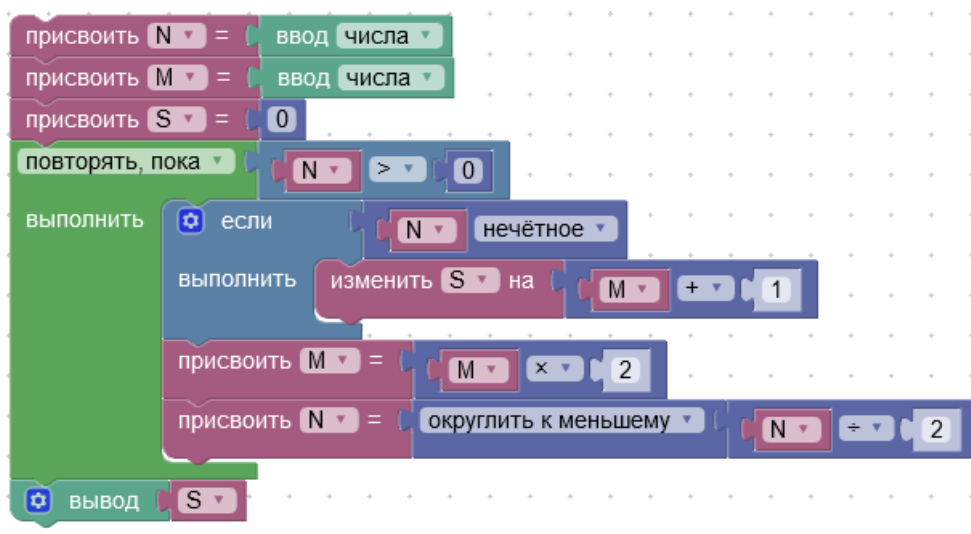 присвоить N = ввод числа
присвоить M = ввод числа
присвоить S = 0
повторять, пока N > 0
выполнить если N нечётное
выполнить изменить S на M + 1
присвоить M = M × 2
присвоить N = округлить к меньшему N ÷ 2
вывод S